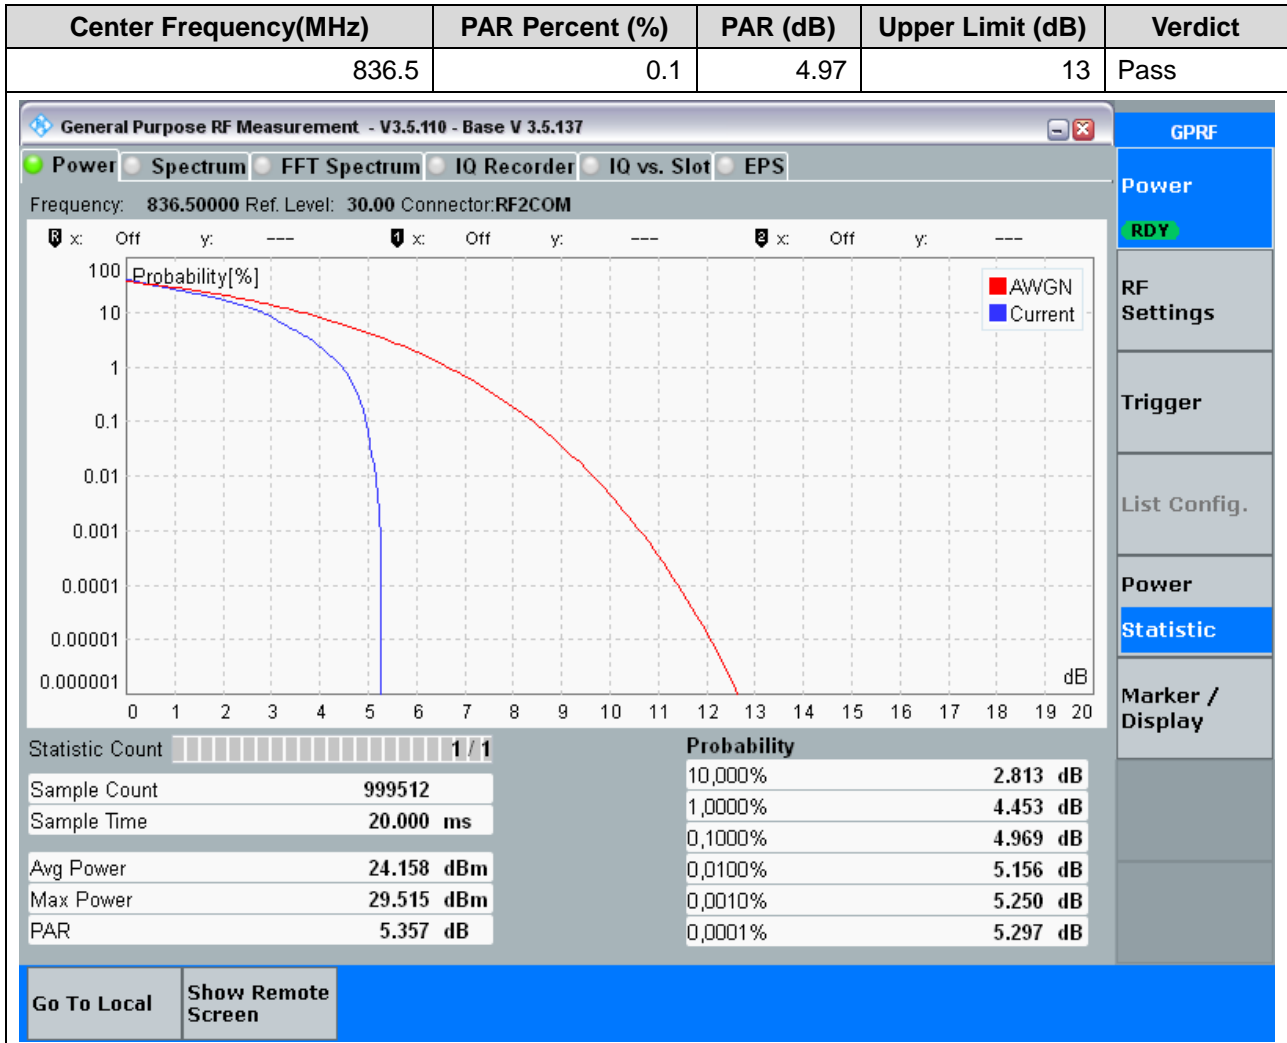 Center Frequency(MHz) PAR Percent (%) PAR (dB) Upper Limit (dB) Verdict
836.5 0.1 4.97 13 Pass
General Purpose RF Measurement - V3.5.110 - Base V 3.5.137
GPRF
Power Spectrum FFT Spectrum IQ Recorder IQ vs. Slot EPS
Frequency: 836.50000 Ref. Level: 30.00 Connector:RF2COM
R x: Off y: --- 1 x: Off y: --- 2 x: Off y: ---
Probability[%]
100
10
1
0.1
0.01
0.001
0.0001
0.00001
0.000001
AWGN
Current
dB
0 1 2 3 4 5 6 7 8 9 10 11 12 13 14 15 16 17 18 19 20
Statistic Count 1 / 1
Sample Count 999512
Sample Time 20.000 ms
Avg Power 24.158 dBm
Max Power 29.515 dBm
PAR 5.357 dB
Probability
10,000% 2.813 dB
1,0000% 4.453 dB
0,1000% 4.969 dB
0,0100% 5.156 dB
0,0010% 5.250 dB
0,0001% 5.297 dB
Power
RDY
RF
Settings
Trigger
List Config.
Power
Statistic
Marker /
Display
Go To Local
Show Remote
Screen